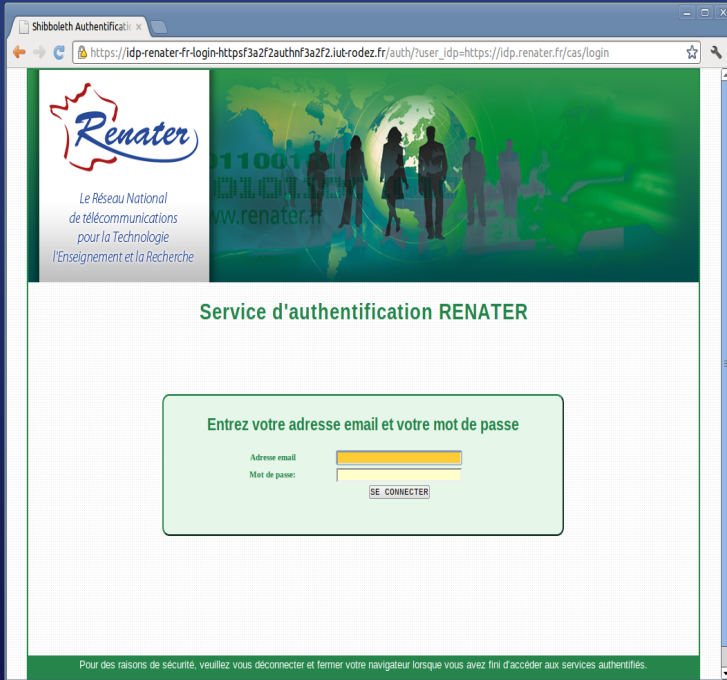 Shibboleth Authentificatio
https://idp-renater-fr-login-httpsf3a2f2authnf3a2f2.iut-rodez.fr/auth/?user_idp=https://idp.renater.fr/cas/login
Renater
Le Réseau National
de télécommunications
pour la Technologie
l'Enseignement et la Recherche
www.renater.fr
Service d'authentification RENATER
Entrez votre adresse email et votre mot de passe
Adresse email
Mot de passe:
SE CONNECTER
Pour des raisons de sécurité, veuillez vous déconnecter et fermer votre navigateur lorsque vous avez fini d'accéder aux services authentifiés.